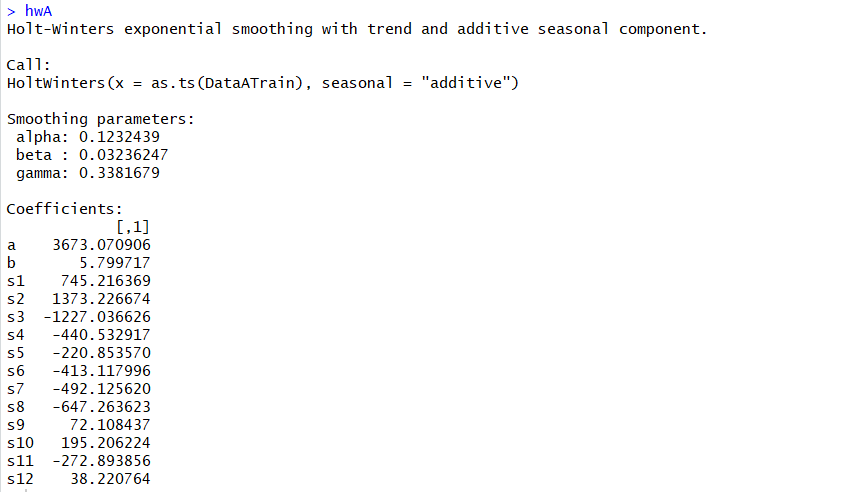 > hwA
Holt-Winters exponential smoothing with trend and additive seasonal component.
Call:
HoltWinters(x = as.ts(DataATrain), seasonal = "additive")
Smoothing parameters:
alpha: 0.1232439
beta : 0.03236247
gamma: 0.3381679
Coefficients:
[,1]
a 3673.070906
b 5.799717
s1 745.216369
s2 1373.226674
s3 -1227.036626
s4 -440.532917
s5 -220.853570
s6 -413.117996
s7 -492.125620
s8 -647.263623
s9 72.108437
s10 195.206224
s11 -272.893856
s12 38.220764